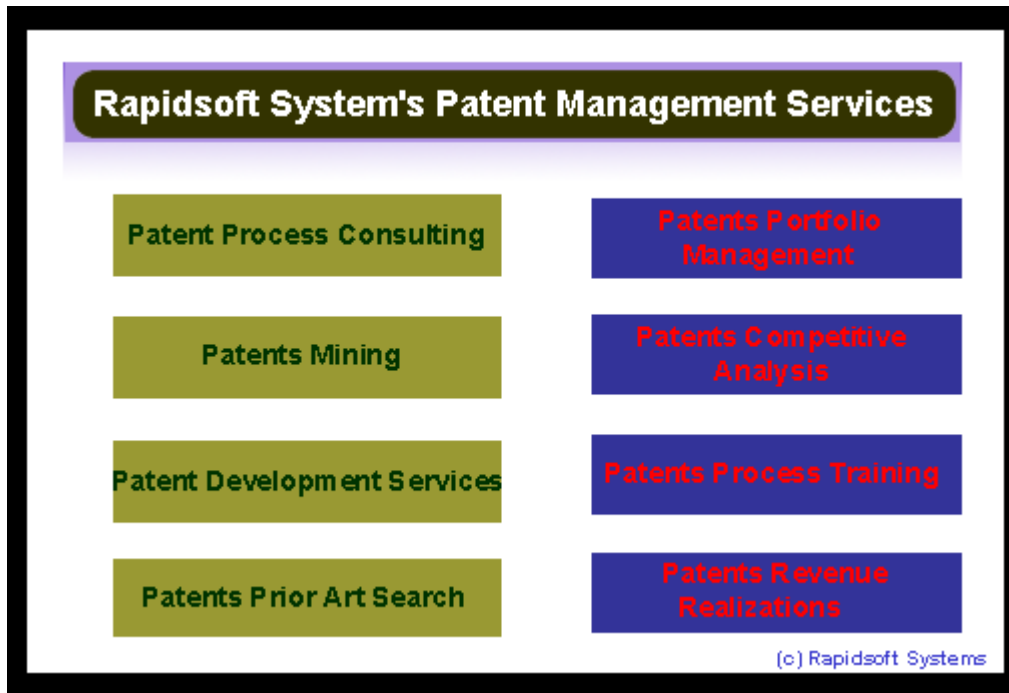 Rapidsoft System's Patent Management Services
Patent Process Consulting
Patents Mining
Patent Development Services
Patents Prior Art Search
Patents Portfolio
Management
Patents Competitive
Analysis
Patents Process Training
Patents Revenue
Realizations
(c) Rapidsoft Systems